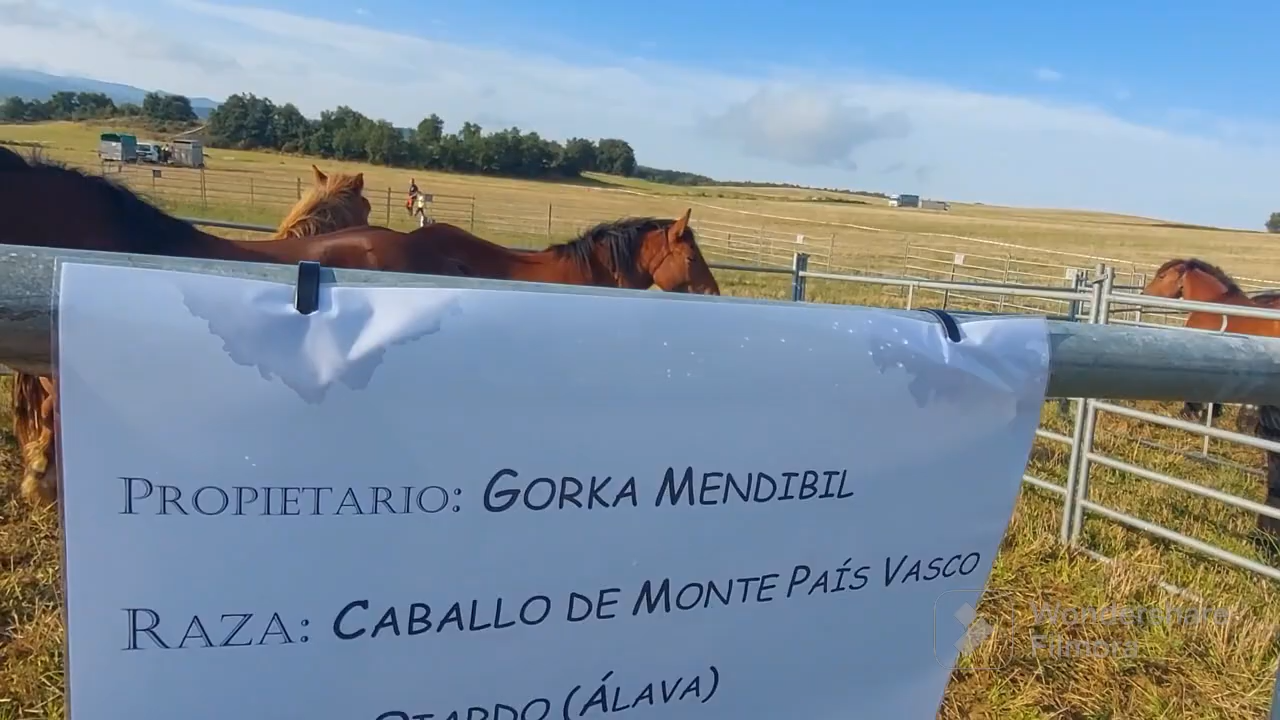 PROPIETARIO: GORKA MENDIBIL
RAZA: CABALLO DE MONTE PAÍS VASCO
(ÁLAVA)
Wondershare
Filmora